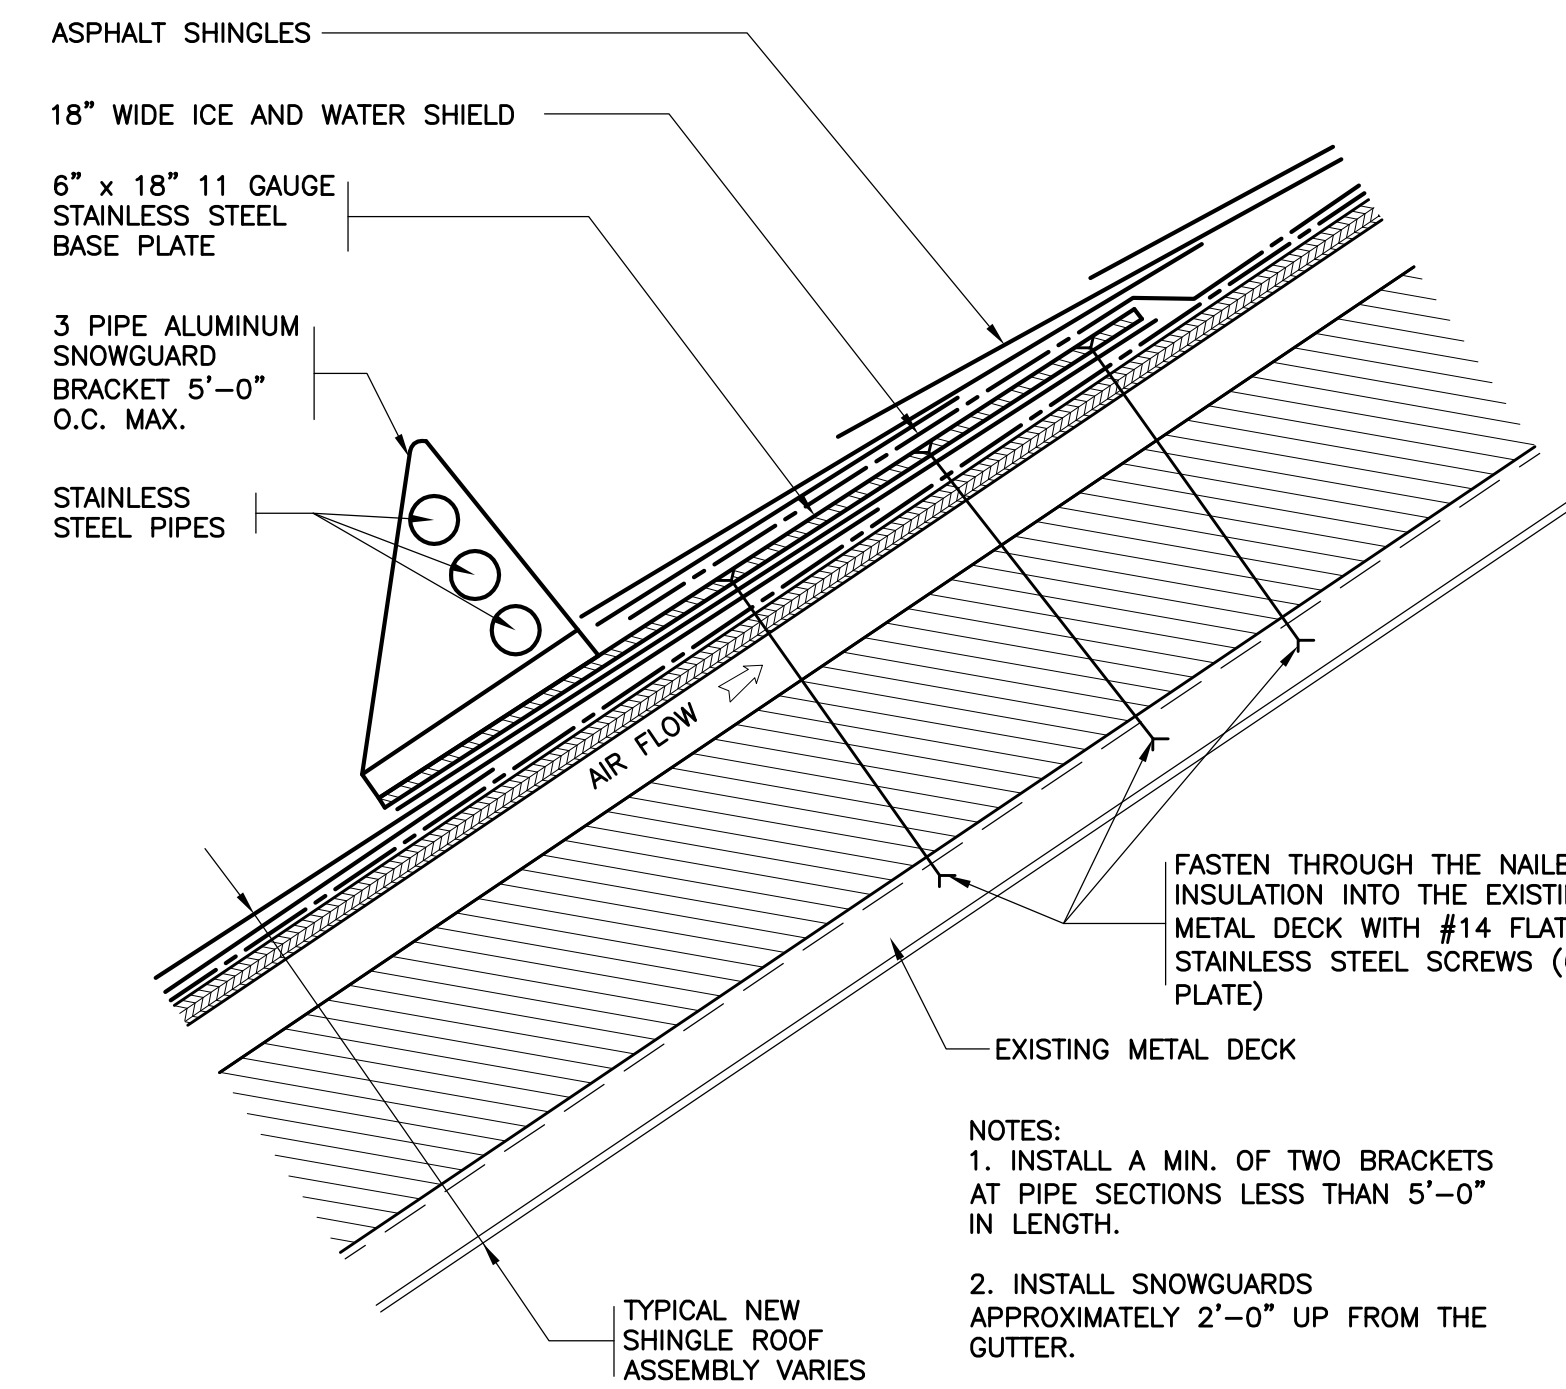 ASPHALT SHINGLES
18" WIDE ICE AND WATER SHIELD
6" x 18" 11 GAUGE
STAINLESS STEEL
BASE PLATE
3 PIPE ALUMINUM
SNOWGUARD
BRACKET 5'-0"
O.C. MAX.
STAINLESS
STEEL PIPES
AIR FLOW
FASTEN THROUGH THE
INSULATION INTO THE
METAL DECK WITH #14 FLAT
STAINLESS STEEL SCREWS
PLATE)
EXISTING METAL DECK
NOTES:
1. INSTALL A MIN. OF TWO BRACKETS
AT PIPE SECTIONS LESS THAN 5'-0"
IN LENGTH.
2. INSTALL SNOWGUARDS
APPROXIMATELY 2'-0" UP FROM THE
GUTTER.
TYPICAL NEW
SHINGLE ROOF
ASSEMBLY VARIES